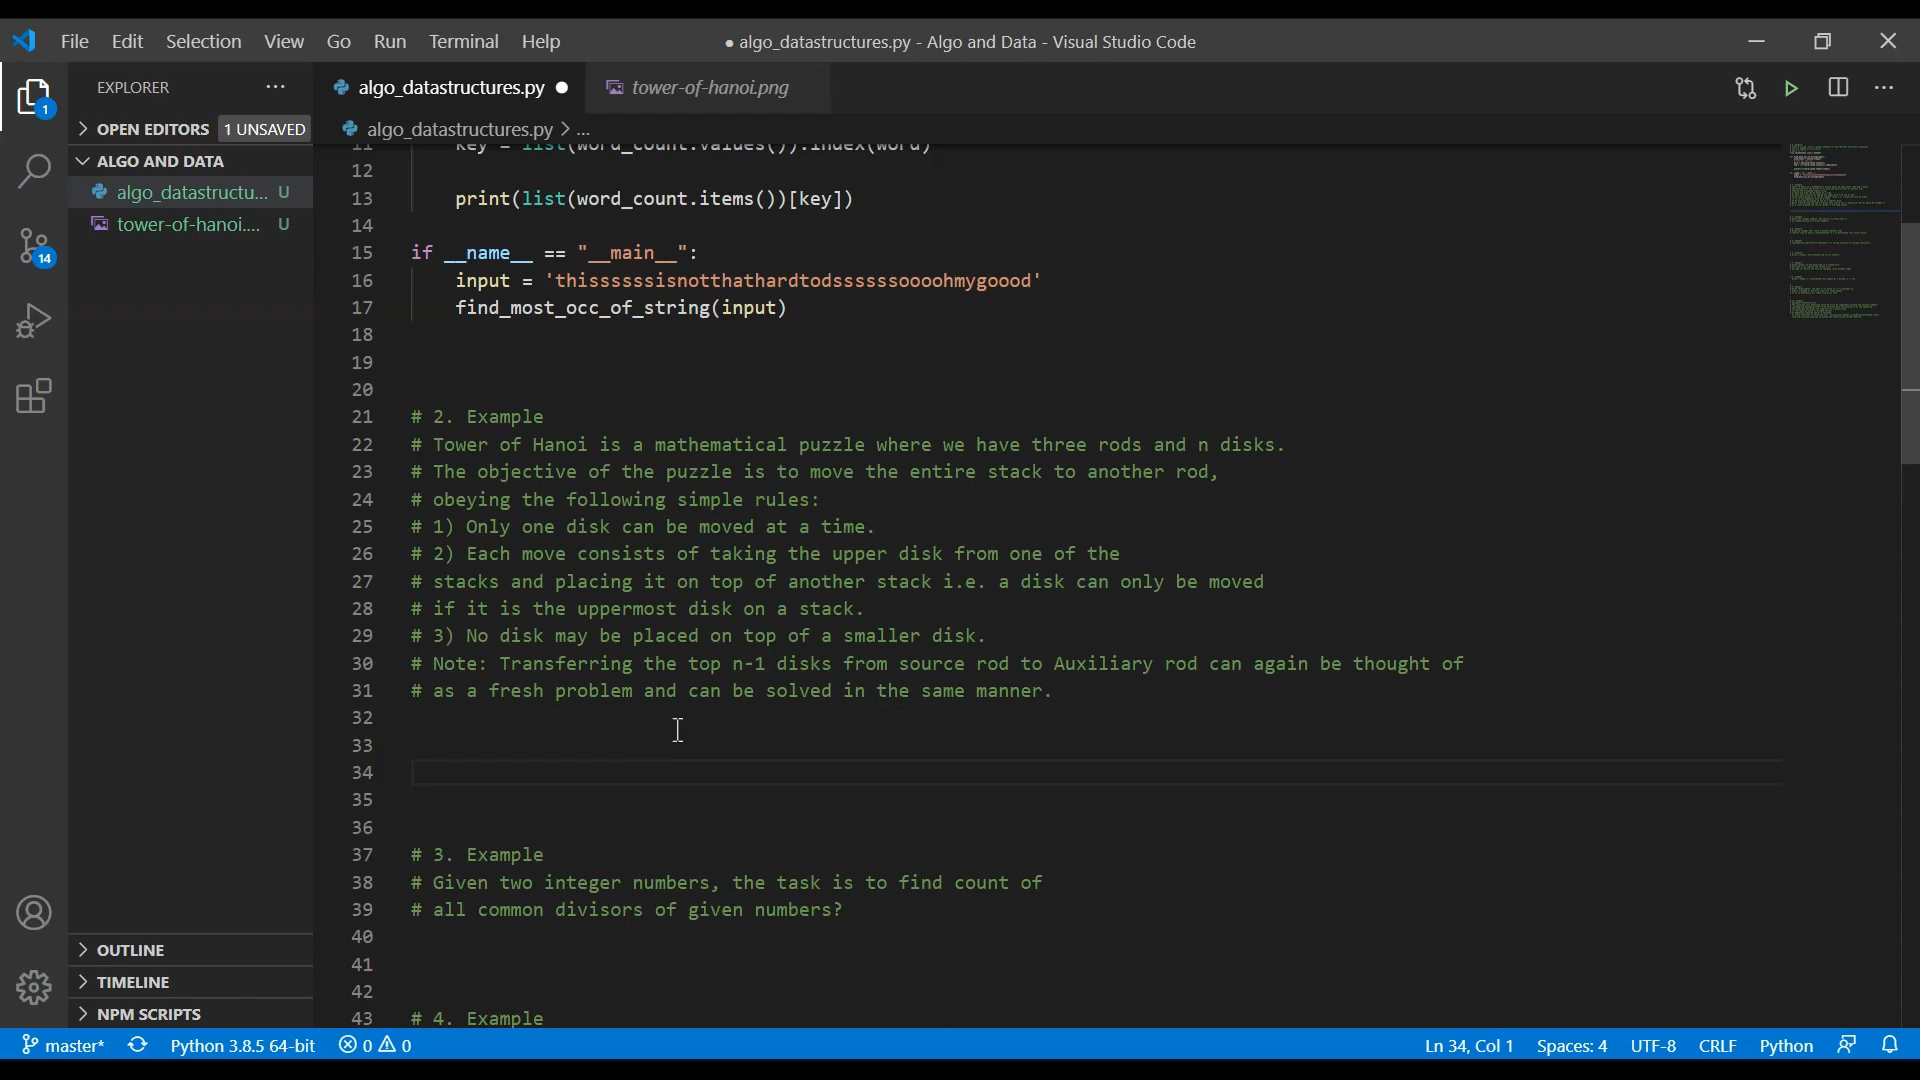 File Edit Selection View Go Run Terminal Help
● algo_datastructures.py - Algo and Data - Visual Studio Code
EXPLORER ...
algo_datastructures.py ●
tower-of-hanoi.png
OPEN EDITORS 1 UNSAVED
algo_datastructures.py > ...
ALGO AND DATA
algo_datastructu... U
tower-of-hanoi.... U
1
14
11 key = list(word_count.values()).index(word)
12
13 print(list(word_count.items())[key])
14
15 if __name__ == "__main__":
16 input = 'thissssssisnotthathardtodssssssoooohmygoood'
17 find_most_occ_of_string(input)
18
19
20
21 # 2. Example
22 # Tower of Hanoi is a mathematical puzzle where we have three rods and n disks.
23 # The objective of the puzzle is to move the entire stack to another rod,
24 # obeying the following simple rules:
25 # 1) Only one disk can be moved at a time.
26 # 2) Each move consists of taking the upper disk from one of the
27 # stacks and placing it on top of another stack i.e. a disk can only be moved
28 # if it is the uppermost disk on a stack.
29 # 3) No disk may be placed on top of a smaller disk.
30 # Note: Transferring the top n-1 disks from source rod to Auxiliary rod can again be thought of
31 # as a fresh problem and can be solved in the same manner.
32
33
34
35
36
37 # 3. Example
38 # Given two integer numbers, the task is to find count of
39 # all common divisors of given numbers?
40
41
42
43 # 4. Example
OUTLINE
TIMELINE
NPM SCRIPTS
master* Python 3.8.5 64-bit 0 0 Ln 34, Col 1 Spaces: 4 UTF-8 CRLF Python